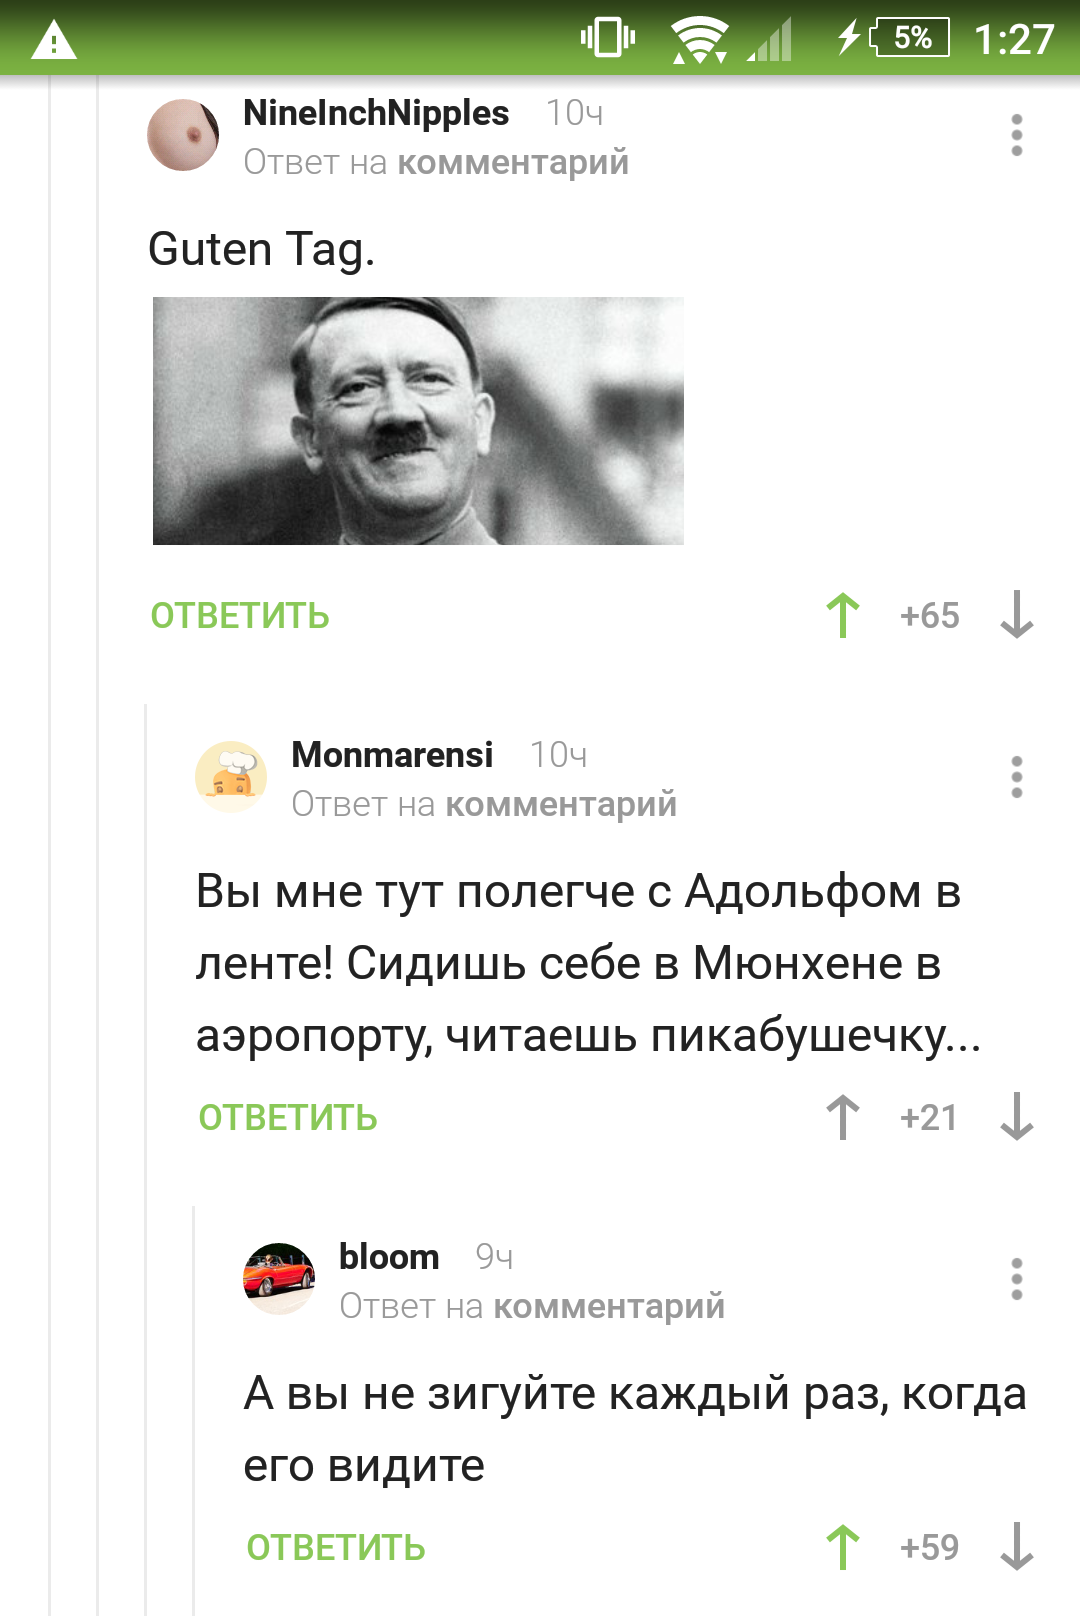 5% 1:27
NineInchNipples 10ч
Ответ на комментарий
Guten Tag.
ОТВЕТИТЬ +65
Monmarensi 10ч
Ответ на комментарий
Вы мне тут полегче с Адольфом в
ленте! Сидишь себе в Мюнхене в
аэропорту, читаешь пикабушечку...
ОТВЕТИТЬ +21
bloom 9ч
Ответ на комментарий
А вы не зигуйте каждый раз, когда
его видите
ОТВЕТИТЬ +59